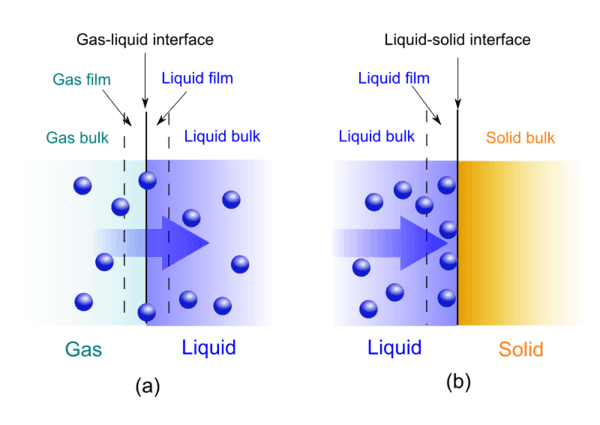 Gas-liquid interface
Gas film
Liquid film
Gas bulk
Liquid bulk
Gas
Liquid
(a)
Liquid-solid interface
Liquid film
Liquid bulk
Solid bulk
Liquid
Solid
(b)